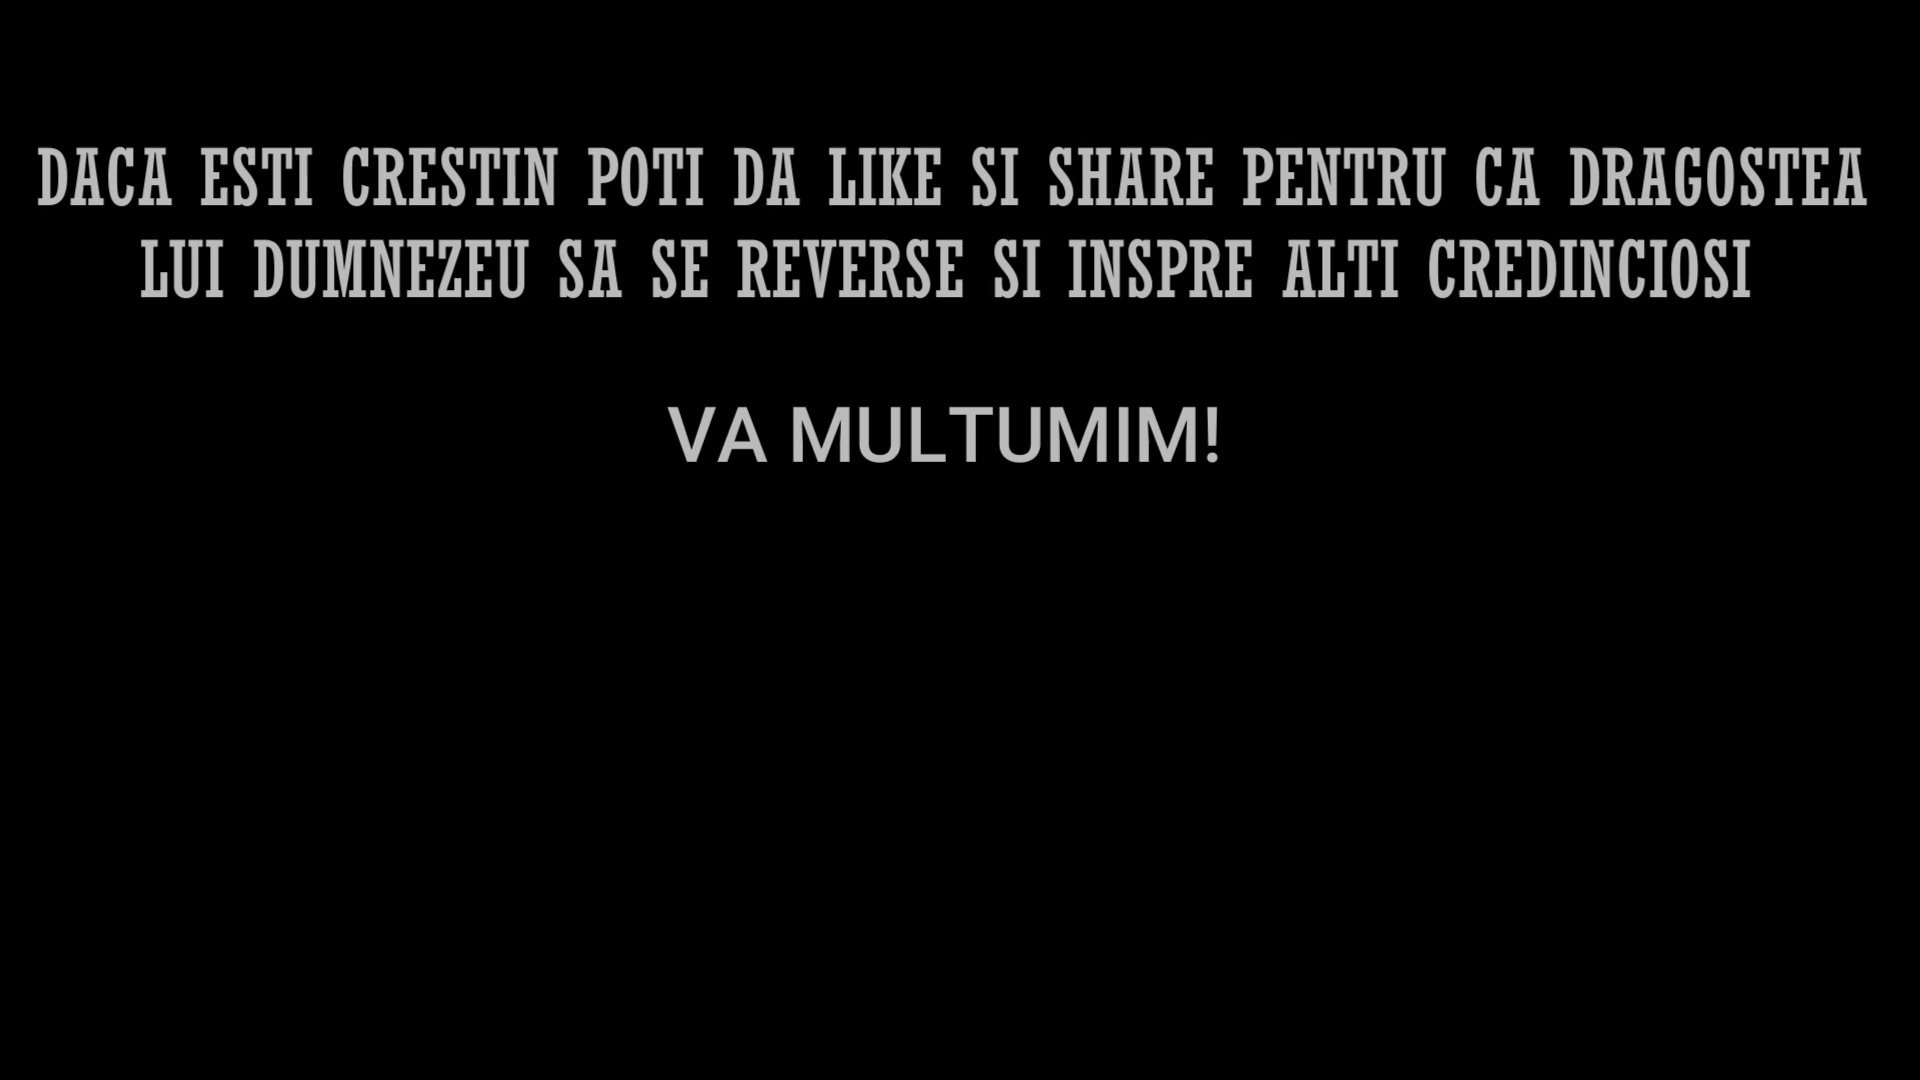 DACA ESTI CRESTIN POTI DA LIKE SI SHARE PENTRU CA DRAGOSTEA
LUI DUMNEZEU SA SE REVERSE SI INSPRE ALTI CREDINCIOSI
VA MULTUMIM!